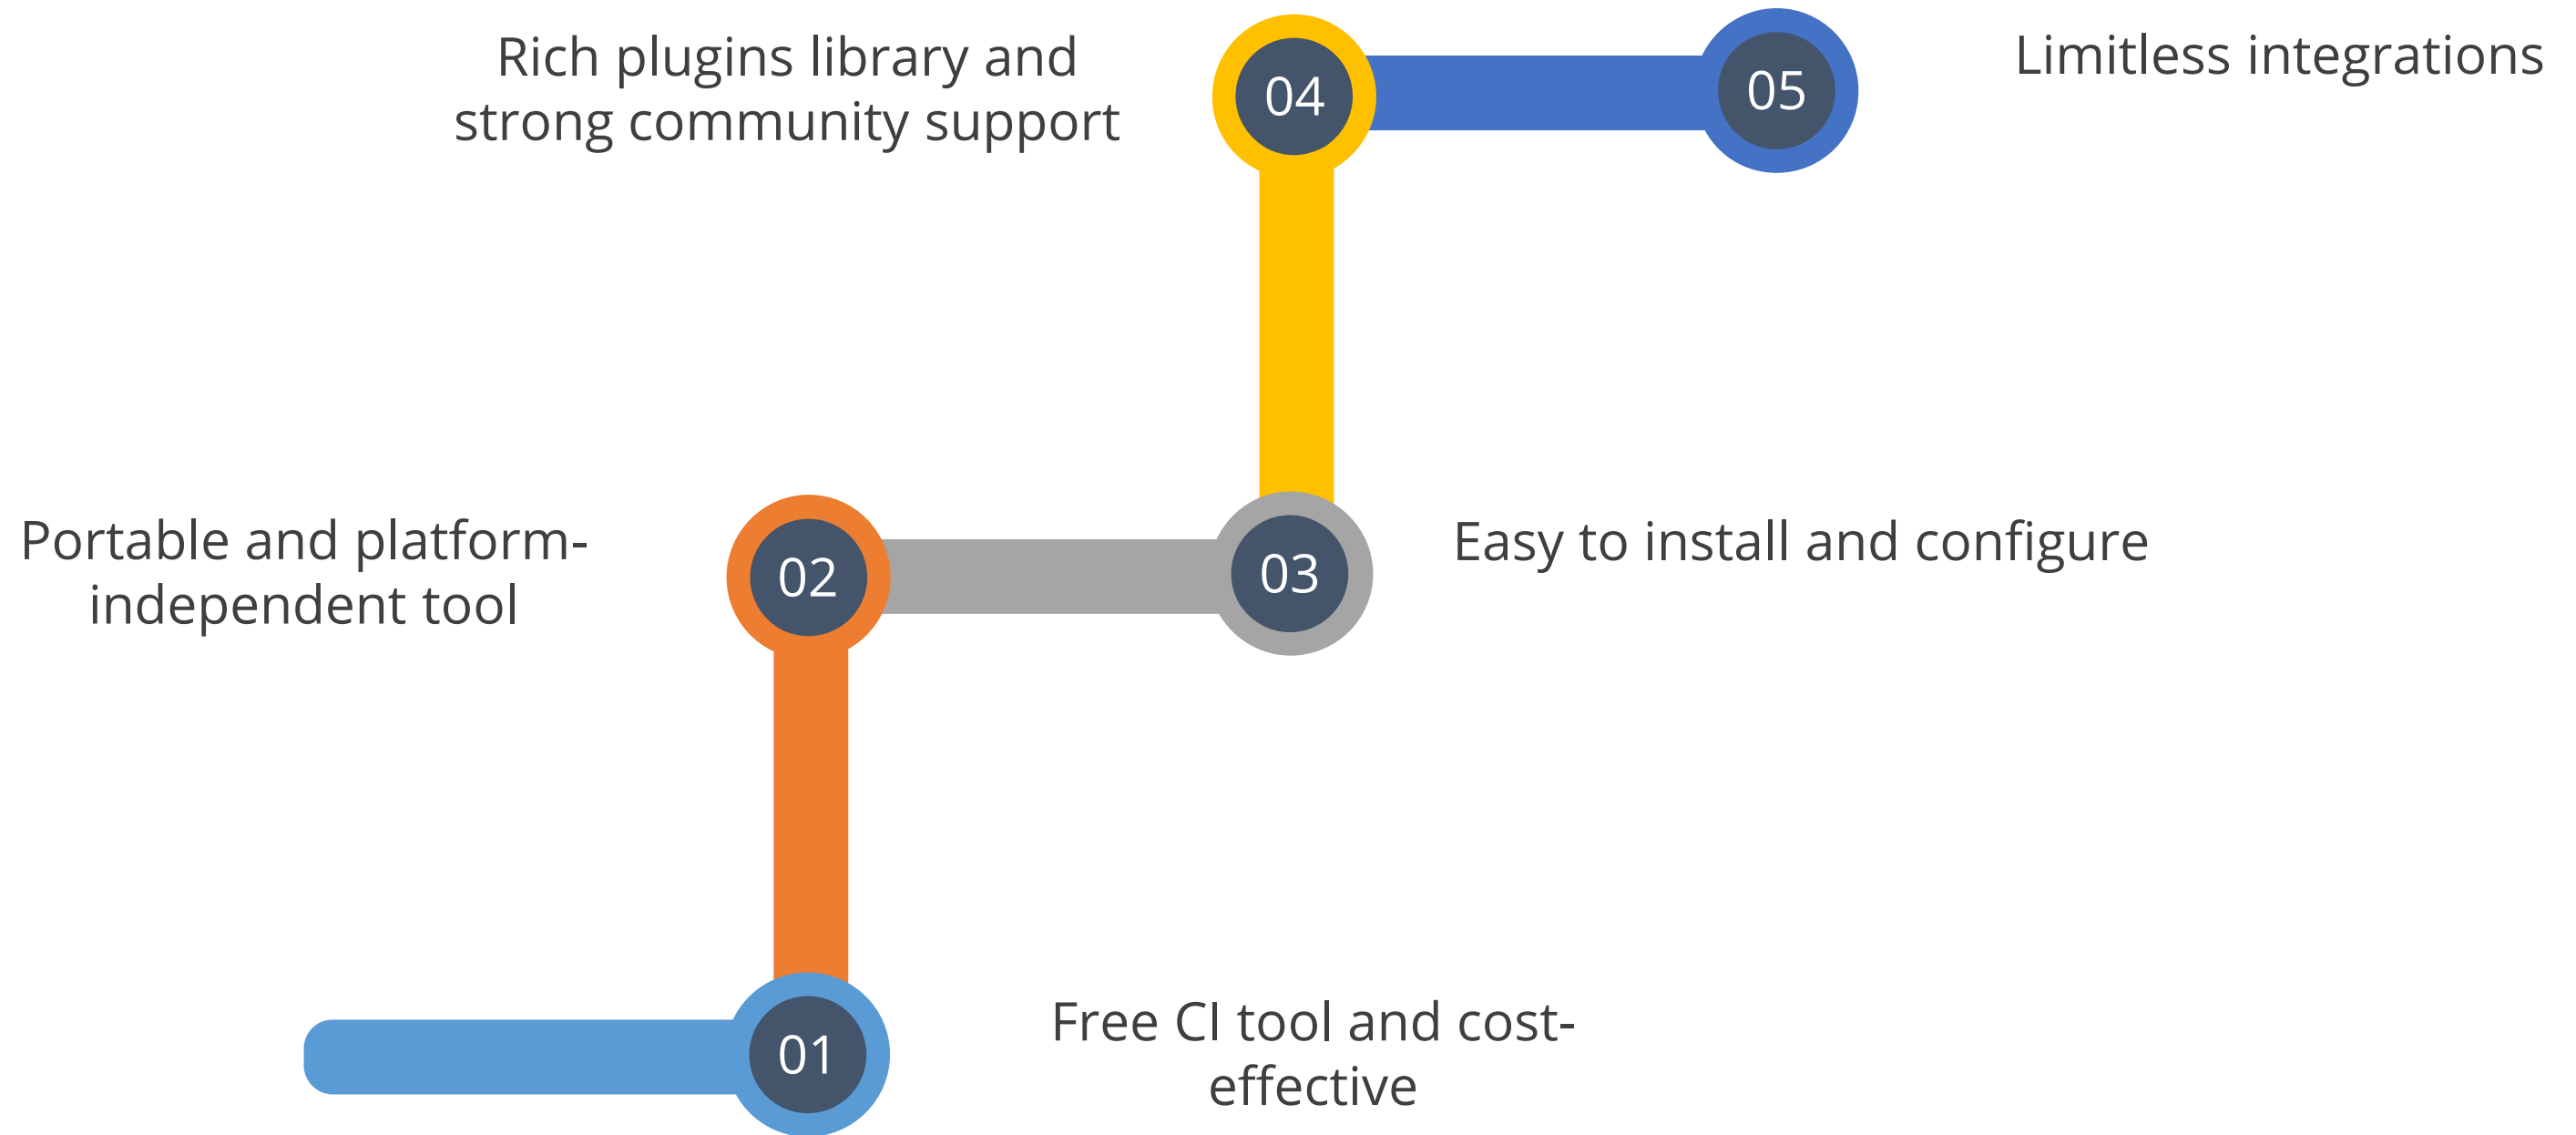 Rich plugins library and
strong community support
04
05
Limitless integrations
Portable and platform-
independent tool
02
03
Easy to install and configure
01
Free CI tool and cost-
effective